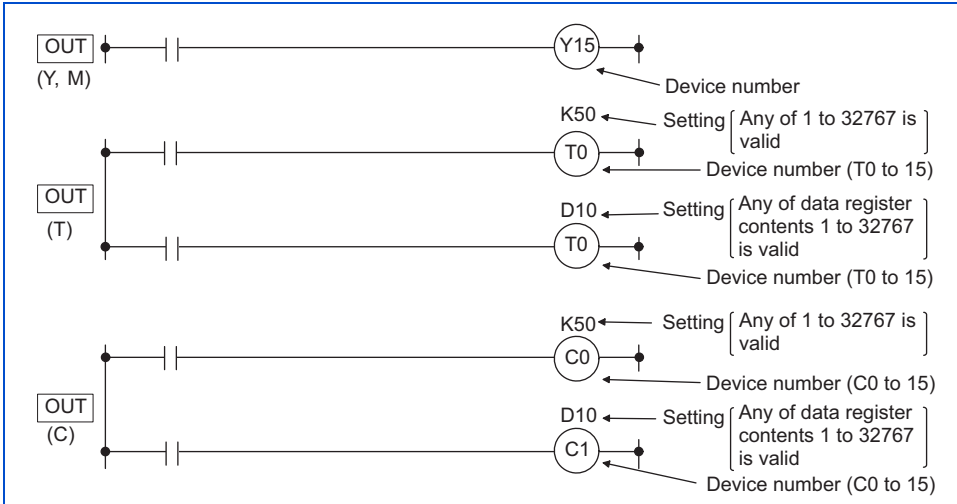 OUT
(Y, M)
Y15
Device number
K50
Setting
Any of 1 to 32767 is
valid
T0
Device number (T0 to 15)
OUT
(T)
D10
Setting
Any of data register
contents 1 to 32767
is valid
T0
Device number (T0 to 15)
K50
Setting
Any of 1 to 32767 is
valid
C0
Device number (C0 to 15)
OUT
(C)
D10
Setting
Any of data register
contents 1 to 32767
is valid
C1
Device number (C0 to 15)